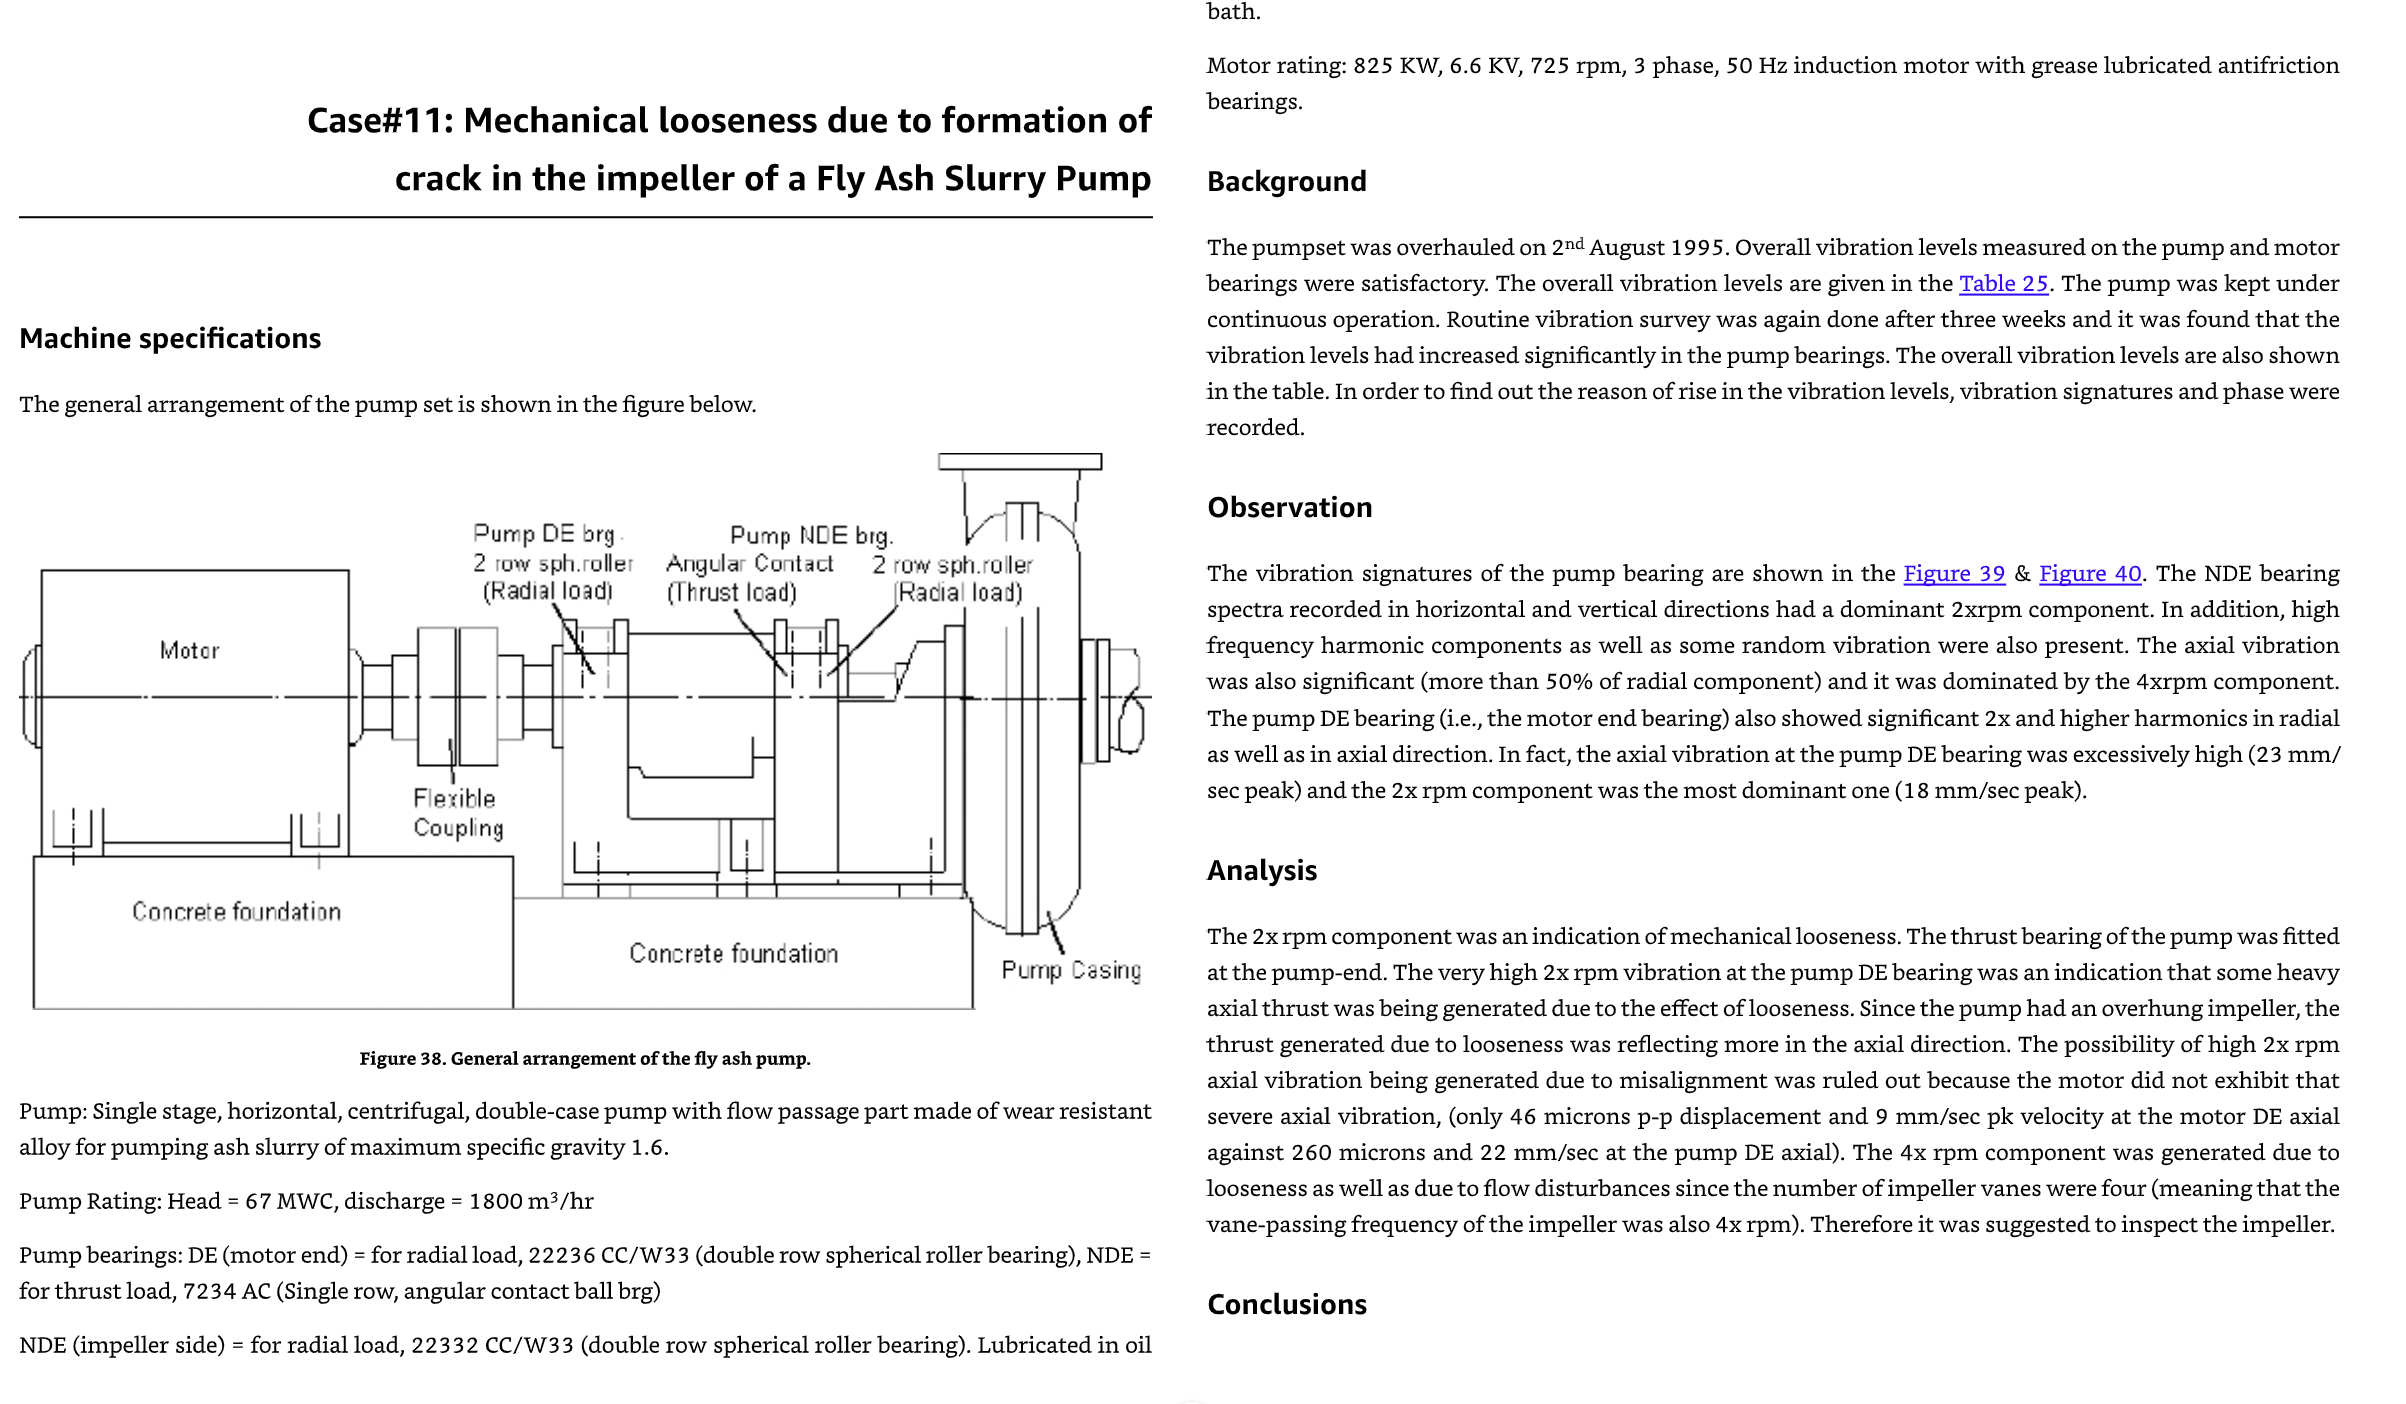 Case#11: Mechanical looseness due to formation of
crack in the impeller of a Fly Ash Slurry Pump
Machine specifications
The general arrangement of the pump set is shown in the figure below.
Pump DE brg.
2 row sph.roller
(Radial load)
Pump NDE brg.
Angular Contact
(Thrust load)
2 row sph.roller
(Radial load)
Motor
Flexible
Coupling
Concrete foundation
Concrete foundation
Pump Casing
Figure 38. General arrangement of the fly ash pump.
Pump: Single stage, horizontal, centrifugal, double-case pump with flow passage part made of wear resistant
alloy for pumping ash slurry of maximum specific gravity 1.6.
Pump Rating: Head = 67 MWC, discharge = 1800 m³/hr
Pump bearings: DE (motor end) = for radial load, 22236 CC/W33 (double row spherical roller bearing), NDE =
for thrust load, 7234 AC (Single row, angular contact ball brg)
NDE (impeller side) = for radial load, 22332 CC/W33 (double row spherical roller bearing). Lubricated in oil
bath.
Motor rating: 825 KW, 6.6 KV, 725 rpm, 3 phase, 50 Hz induction motor with grease lubricated antifriction
bearings.
Background
The pumpset was overhauled on 2nd August 1995. Overall vibration levels measured on the pump and motor
bearings were satisfactory. The overall vibration levels are given in the Table 25. The pump was kept under
continuous operation. Routine vibration survey was again done after three weeks and it was found that the
vibration levels had increased significantly in the pump bearings. The overall vibration levels are also shown
in the table. In order to find out the reason of rise in the vibration levels, vibration signatures and phase were
recorded.
Observation
The vibration signatures of the pump bearing are shown in the Figure 39 & Figure 40. The NDE bearing
spectra recorded in horizontal and vertical directions had a dominant 2xrpm component. In addition, high
frequency harmonic components as well as some random vibration were also present. The axial vibration
was also significant (more than 50% of radial component) and it was dominated by the 4xrpm component.
The pump DE bearing (i.e., the motor end bearing) also showed significant 2x and higher harmonics in radial
as well as in axial direction. In fact, the axial vibration at the pump DE bearing was excessively high (23 mm/
sec peak) and the 2x rpm component was the most dominant one (18 mm/sec peak).
Analysis
The 2x rpm component was an indication of mechanical looseness. The thrust bearing of the pump was fitted
at the pump-end. The very high 2x rpm vibration at the pump DE bearing was an indication that some heavy
axial thrust was being generated due to the effect of looseness. Since the pump had an overhung impeller, the
thrust generated due to looseness was reflecting more in the axial direction. The possibility of high 2x rpm
axial vibration being generated due to misalignment was ruled out because the motor did not exhibit that
severe axial vibration, (only 46 microns p-p displacement and 9 mm/sec pk velocity at the motor DE axial
against 260 microns and 22 mm/sec at the pump DE axial). The 4x rpm component was generated due to
looseness as well as due to flow disturbances since the number of impeller vanes were four (meaning that the
vane-passing frequency of the impeller was also 4x rpm). Therefore it was suggested to inspect the impeller.
Conclusions